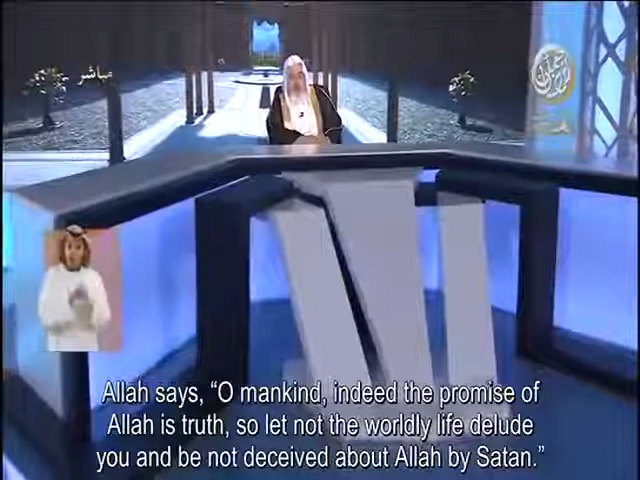 مباشر
Allah says, “O mankind, indeed the promise of
Allah is truth, so let not the worldly life delude
you and be not deceived about Allah by Satan.”